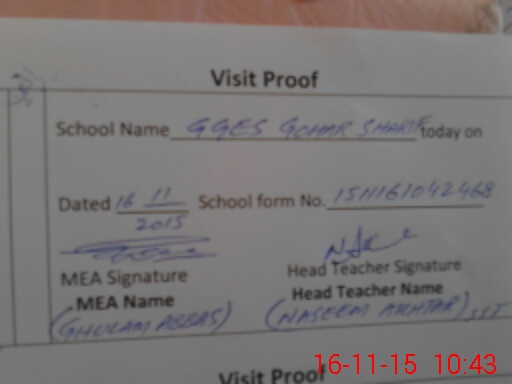 Visit Proof
School Name GGES GOHAR SHARIF today on
Dated 16 11 School form No. 151116104 2468
2015
MEA Signature Head Teacher Signature
MEA Name Head Teacher Name
(GHULAM ABBAS) (NASEEM AKHTAR) SST
Visit Proof
16-11-15 10:43